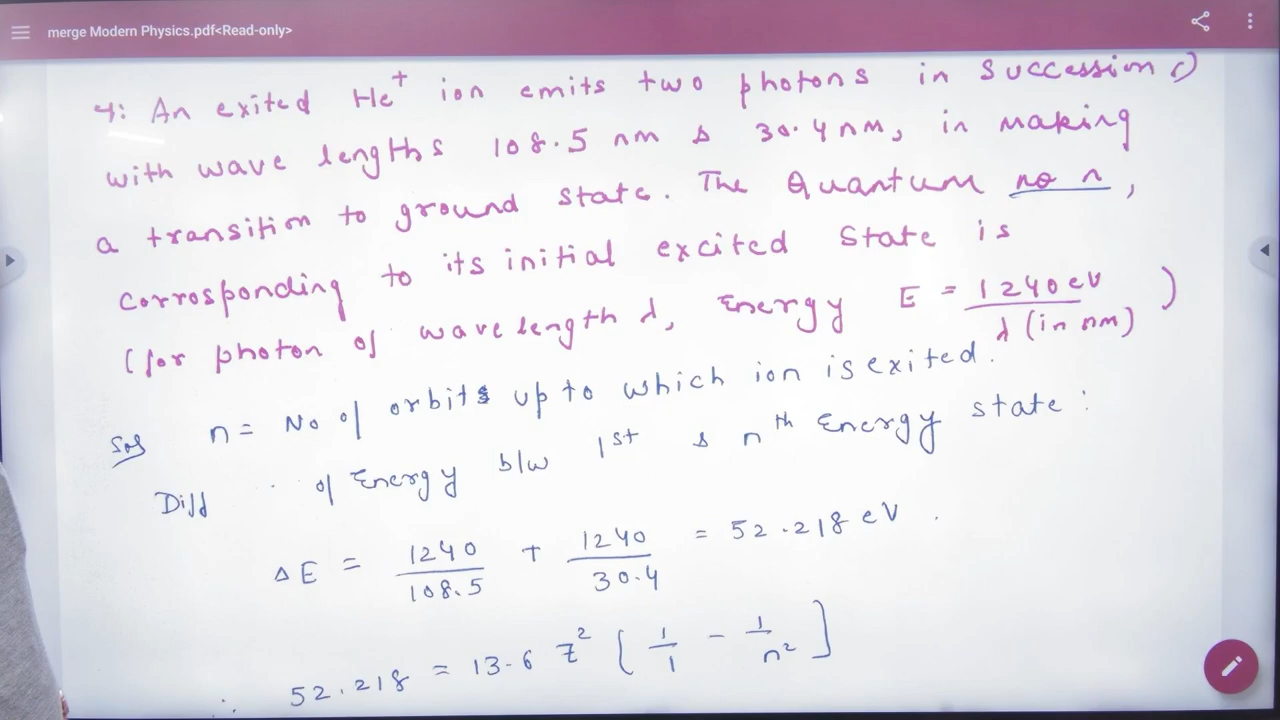 merge Modern Physics.pdf<Read-only>
4: An exited He⁺ ion emits two photons in succession
with wave lengths 108.5 nm & 30.4 nm, in making
a transition to ground state. The Quantum no n,
corrosponding to its initial excited state is
(for photon of wave length λ, Energy E = 1240 eV / λ (in nm) )
Sol n = No of orbits up to which ion is exited.
Diff of Energy b/w 1st & nth Energy state :
ΔE = 1240/108.5 + 1240/30.4 = 52.218 eV.
∴ 52.218 = 13.6 Z² [ 1/1 - 1/n² ]